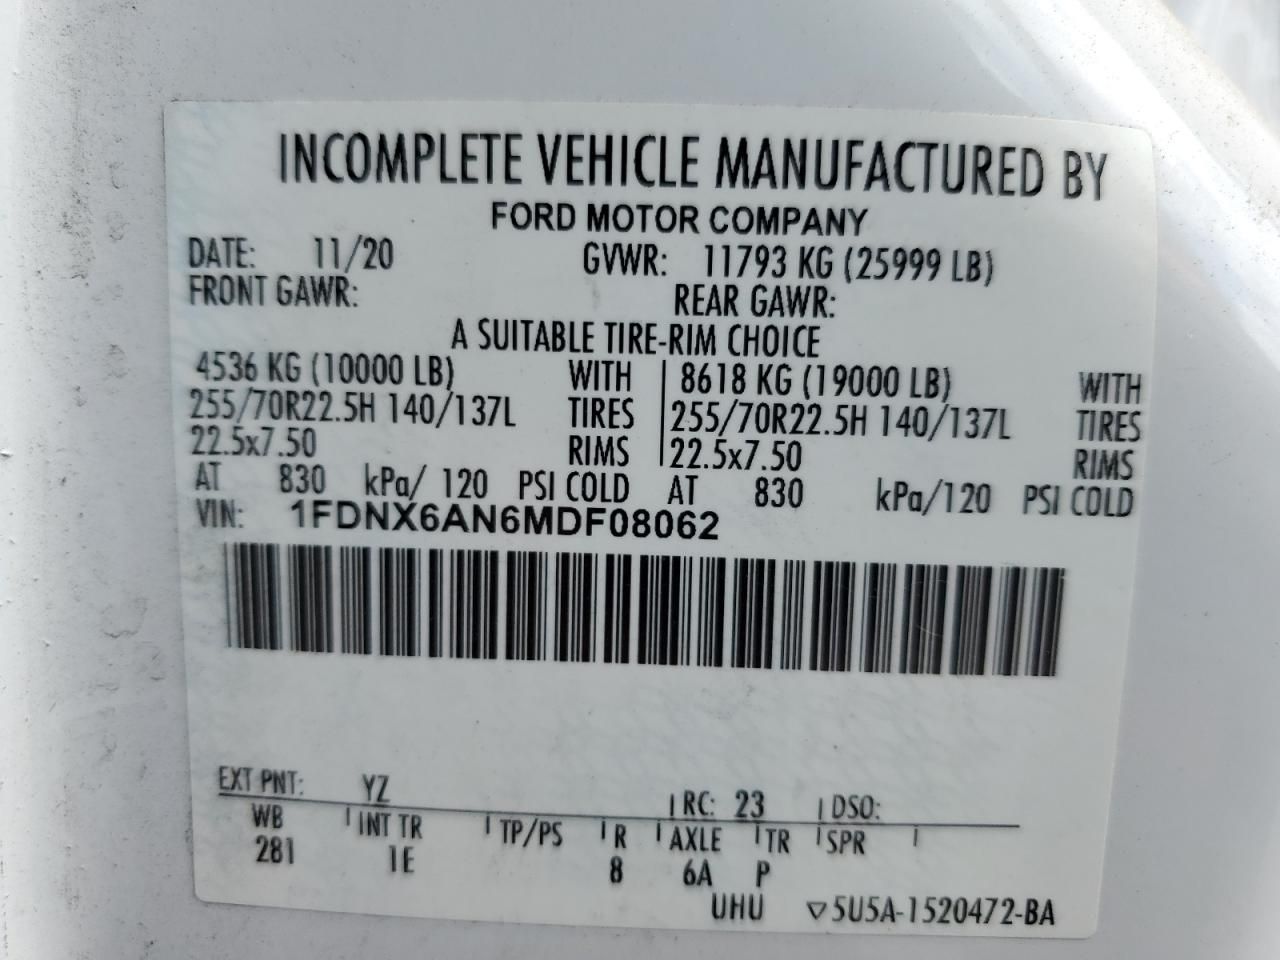 INCOMPLETE VEHICLE MANUFACTURED BY
FORD MOTOR COMPANY
DATE: 11/20 GVWR: 11793 KG (25999 LB)
FRONT GAWR: REAR GAWR:
A SUITABLE TIRE-RIM CHOICE
4536 KG (10000 LB) WITH 8618 KG (19000 LB) WITH
255/70R22.5H 140/137L TIRES 255/70R22.5H 140/137L TIRES
22.5x7.50 RIMS 22.5x7.50 RIMS
AT 830 kPa/ 120 PSI COLD AT 830 kPa/120 PSI COLD
VIN: 1FDNX6AN6MDF08062
EXT PNT: YZ RC: 23 DSO:
WB INT TR TP/PS R AXLE TR SPR
281 1E 8 6A P
UHU ▽5U5A-1520472-BA